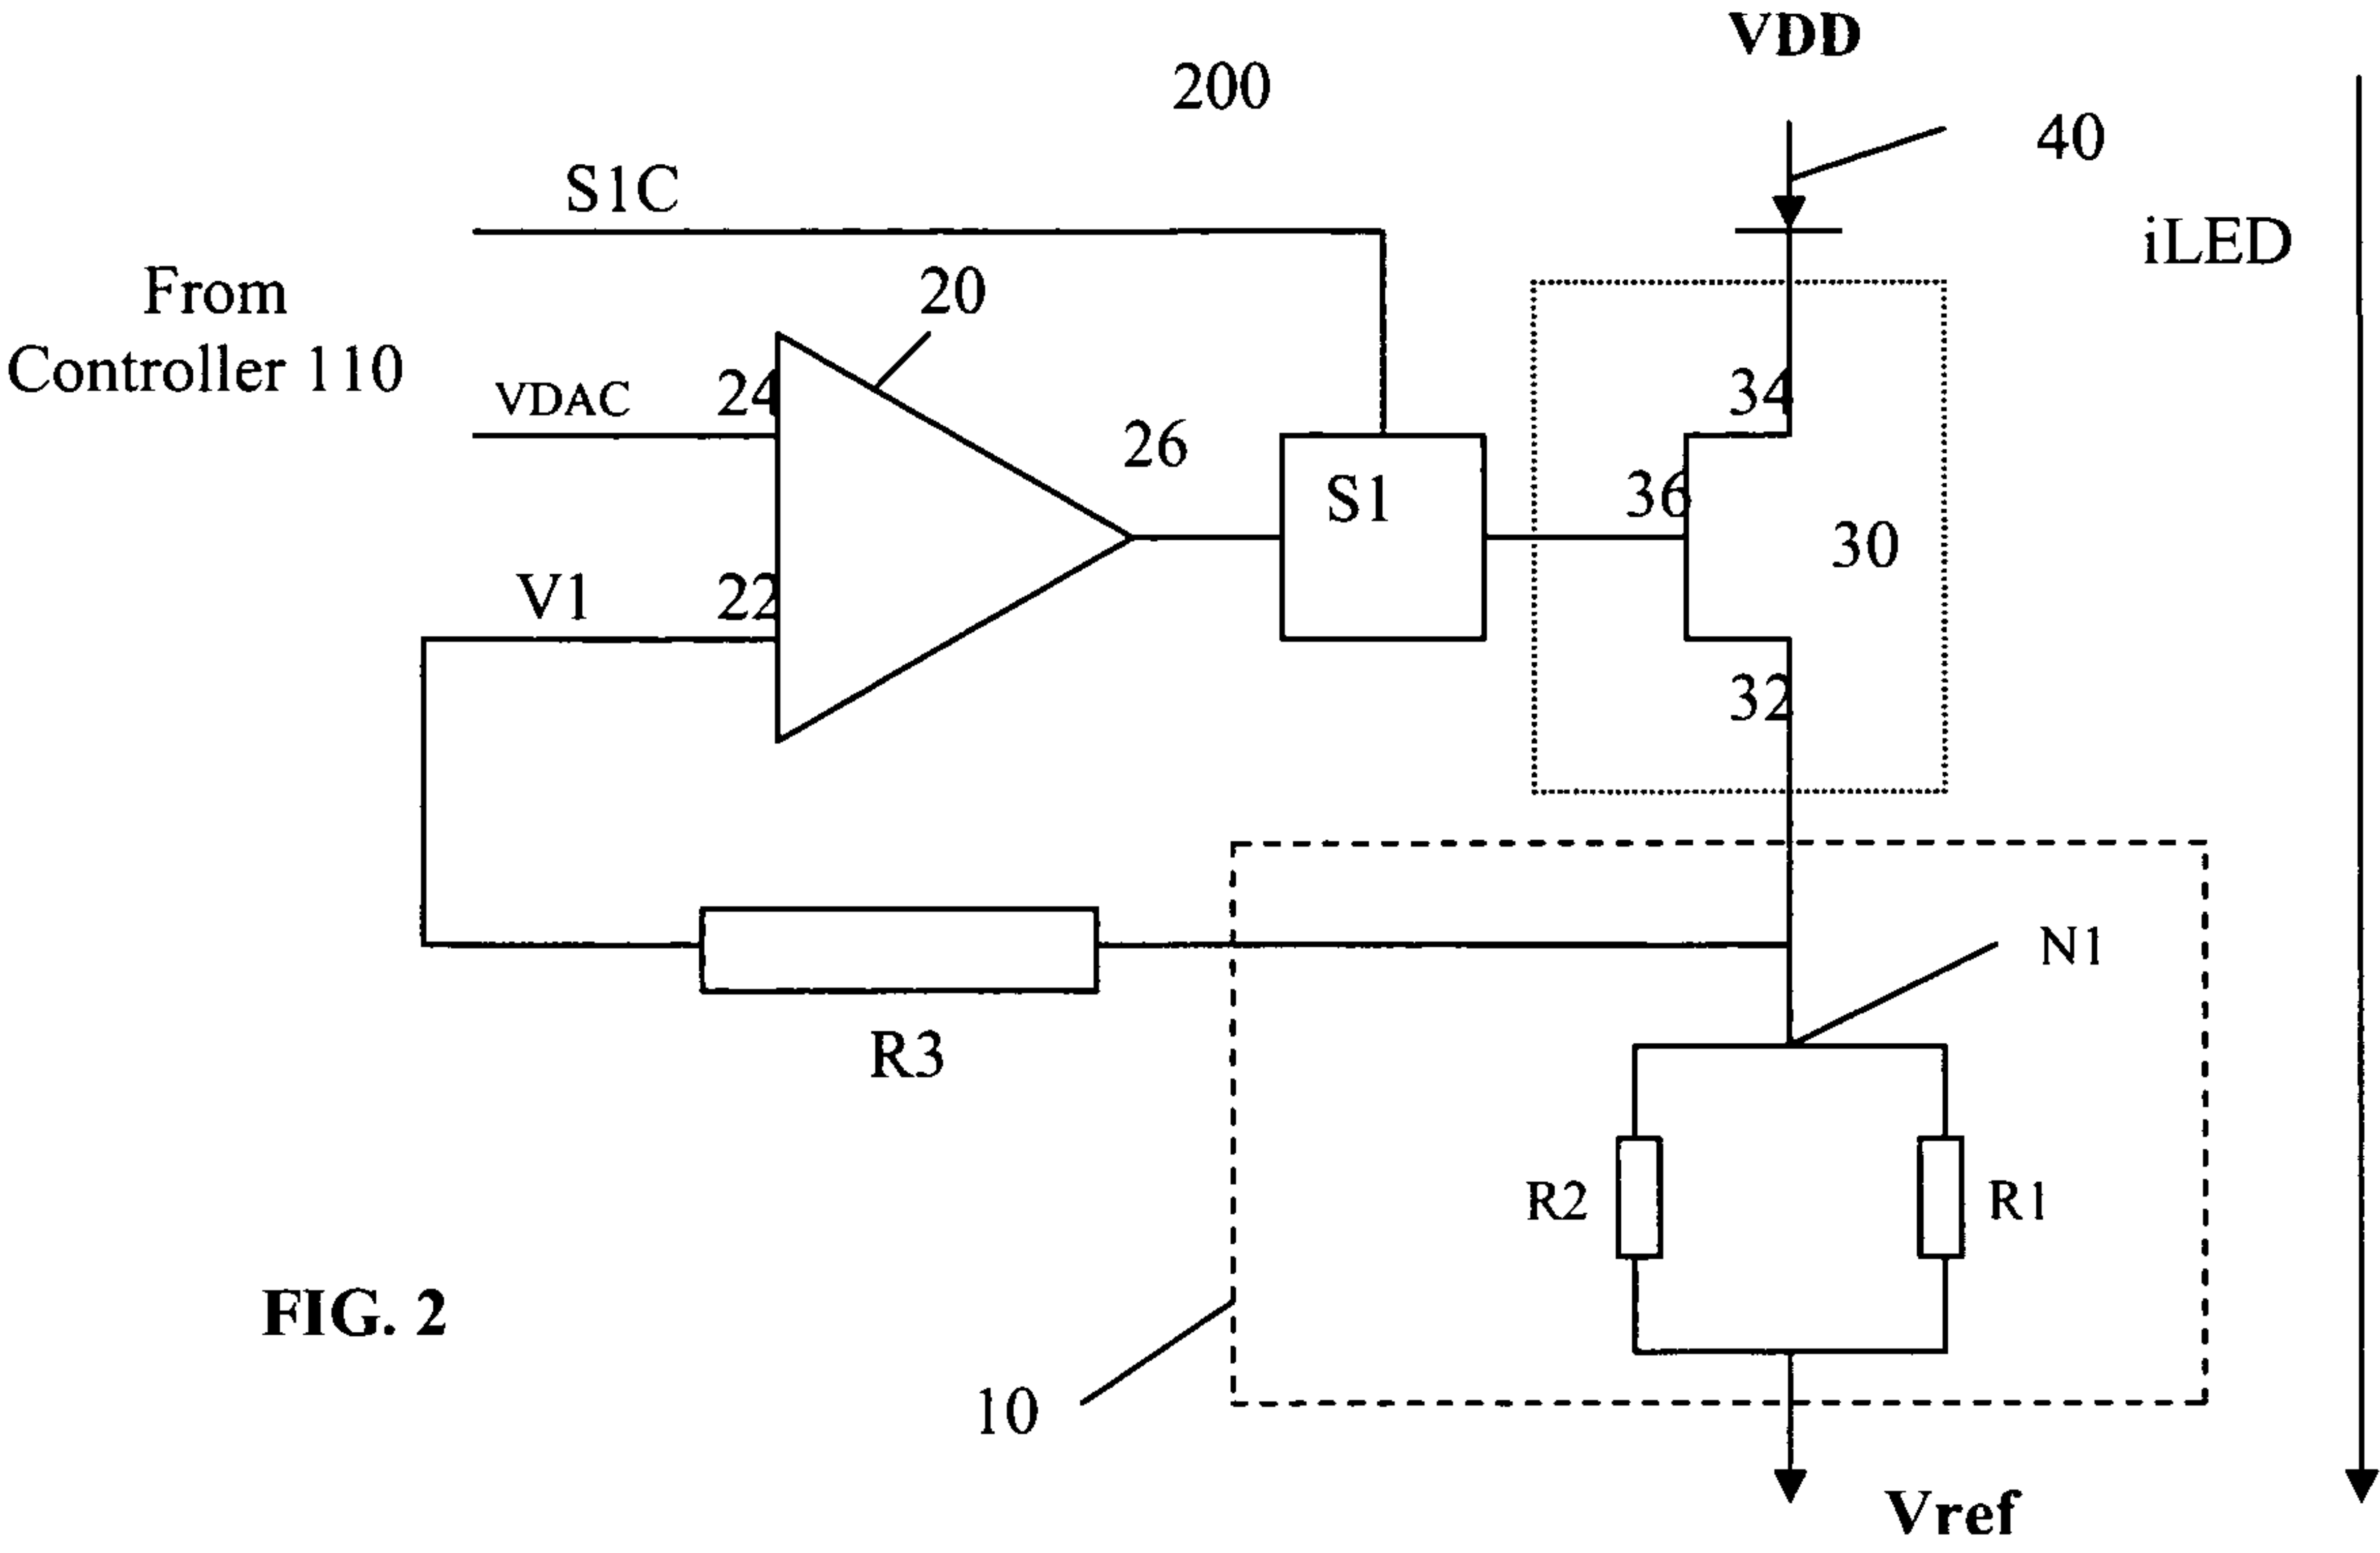 VDD
200
40
S1C
iLED
From
Controller 110
20
VDAC
24
34
26
S1
36
30
V1
22
32
N1
R3
R2
R1
FIG. 2
10
Vref